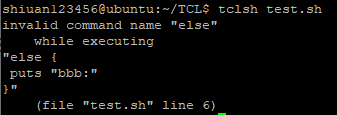 shiuan123456@ubuntu:~/TCL$ tclsh test.sh
invalid command name "else"
    while executing
"else {
 puts "bbb:"
}"
    (file "test.sh" line 6)